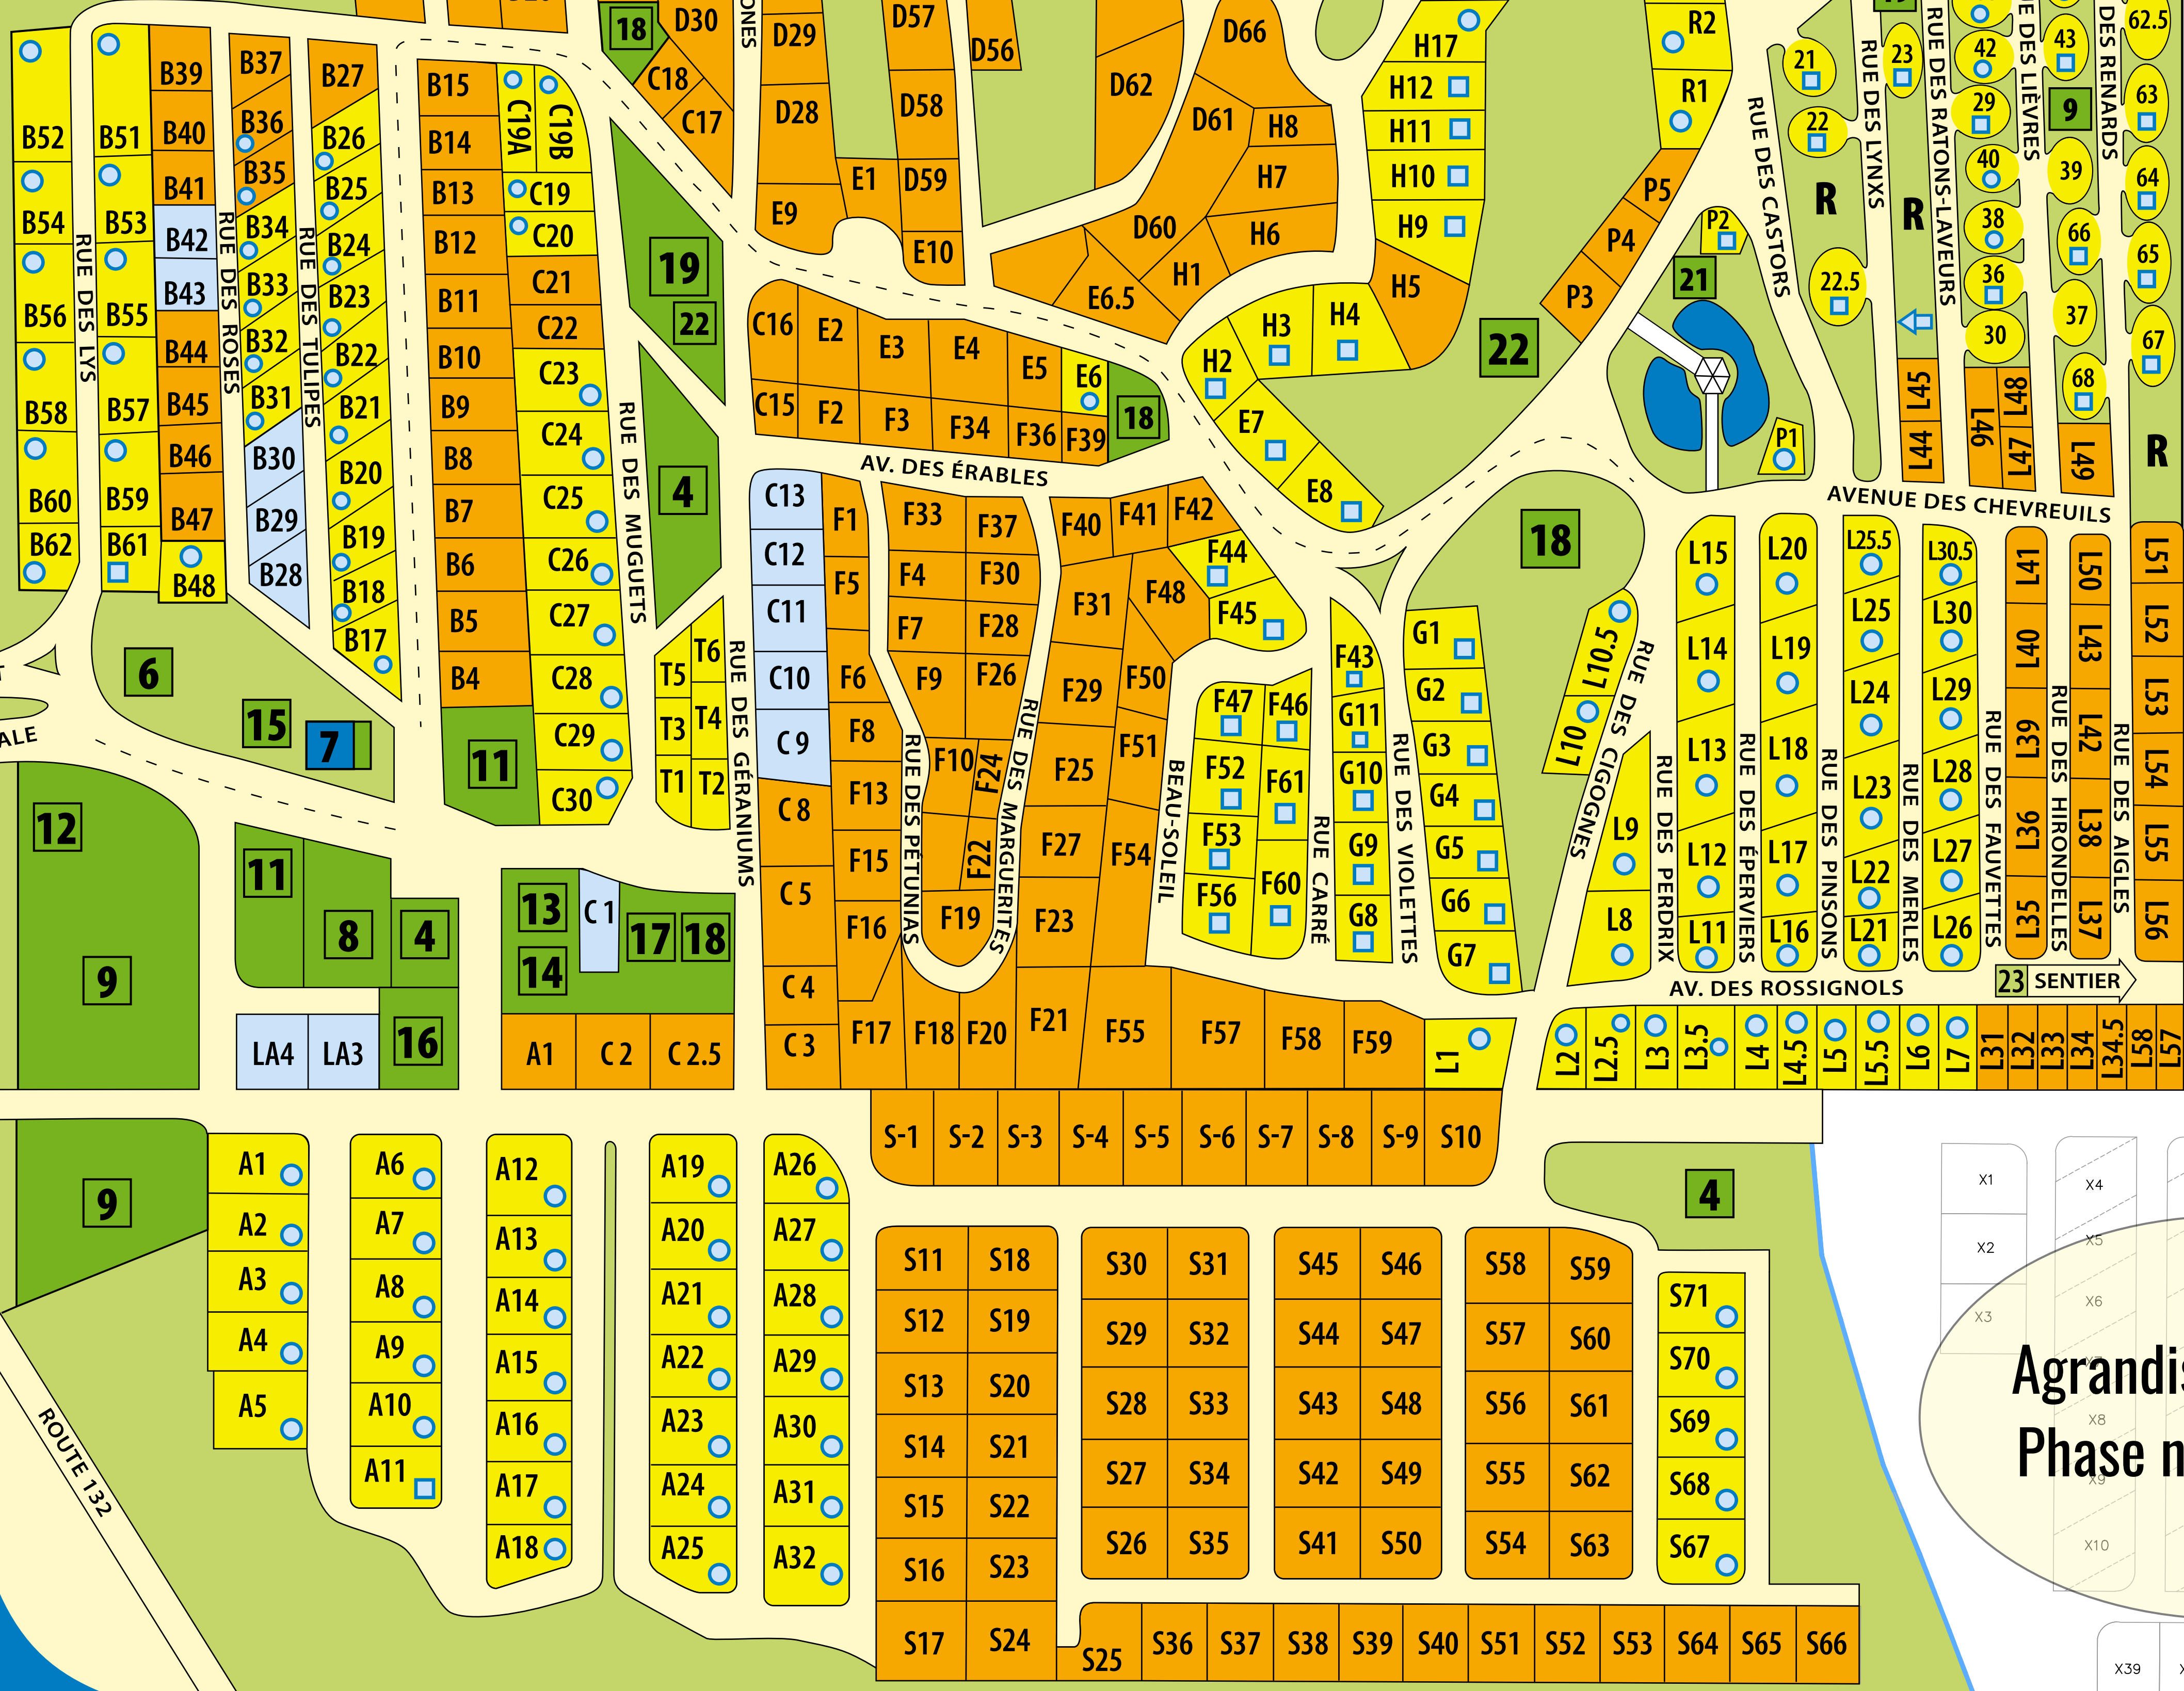 D30
D29
D57
D56
D66
H17
R2
18
C18
C17
D28
D58
D62
D61
H8
H12
R1
21
23
42
43
62.5
B39
B37
B27
B15
C19A
C19B
H11
22
29
9
63
B52
B51
B40
B36
B26
B14
RUE DES CASTORS
RUE DES LYNXS
RUE DES RATONS-LAVEURS
RUE DES LIÈVRES
DES RENARDS
B41
B35
B25
B13
C19
E1
D59
H7
H10
P5
R
R
40
39
64
B54
B53
B42
B34
B24
B12
C20
E9
E10
D60
H6
H9
P4
P2
38
66
65
RUE DES LYS
RUE DES ROSES
RUE DES TULIPES
B43
B33
B23
B11
C21
19
H1
E6.5
H5
P3
21
22.5
36
37
B56
B55
B44
B32
B22
B10
C22
22
C16
E2
E3
E4
E5
E6
H2
H3
H4
22
30
67
B58
B57
B45
B31
B21
B9
C23
C15
F2
F3
F34
F36
F39
18
E7
P1
L45
L44
L46
L48
L47
68
L49
R
B46
B30
B20
B8
C24
RUE DES MUGUETS
4
AV. DES ÉRABLES
E8
AVENUE DES CHEVREUILS
B60
B59
B47
B29
B19
B7
C25
C13
F1
F33
F37
F40
F41
F42
18
B62
B61
B48
B28
B18
B6
C26
C12
F5
F4
F30
F31
F48
F44
F45
L15
L20
L25.5
L30.5
L41
L50
L51
B17
B5
C27
C11
F7
F28
F43
G1
L10.5
L14
L19
L25
L30
L40
L43
L52
6
B4
C28
T5
T6
C10
F6
F9
F26
F29
F50
F47
F46
G11
G2
L10
L24
L29
L53
15
7
11
C29
T3
T4
C 9
F8
F10
F24
F25
F51
F52
F61
G10
G3
L13
L18
L23
L28
L39
L42
L54
RUE DES GÉRANIUMS
RUE DES PÉTUNIAS
RUE DES MARGUERITES
BEAU-SOLEIL
RUE CARRÉ
RUE DES VIOLETTES
RUE DES CIGOGNES
RUE DES PERDRIX
RUE DES ÉPERVIERS
RUE DES PINSONS
RUE DES MERLES
RUE DES FAUVETTES
RUE DES HIRONDELLES
RUE DES AIGLES
ALE
12
C30
T1
T2
C 8
F13
F22
F27
F54
F53
F60
G9
G4
G5
L9
L12
L17
L22
L27
L36
L38
L55
11
8
4
13
C 1
17
18
14
C 5
F15
F16
F19
F23
F56
G8
G6
G7
L8
L11
L16
L21
L26
L35
L37
L56
9
LA4
LA3
16
A1
C 2
C 2.5
C 4
C 3
F17
F18
F20
F21
F55
F57
F58
F59
L1
AV. DES ROSSIGNOLS
23 SENTIER
L2
L2.5
L3
L3.5
L4
L4.5
L5
L5.5
L6
L7
L31
L32
L33
L34
L34.5
L58
L57
S-1
S-2
S-3
S-4
S-5
S-6
S-7
S-8
S-9
S10
9
A1
A6
A12
A19
A26
4
X1
X4
A2
A7
A13
A20
A27
S11
S18
S30
S31
S45
S46
S58
S59
X2
X5
A3
A8
A14
A21
A28
S12
S19
S29
S32
S44
S47
S57
S60
S71
X3
X6
A4
A9
A15
A22
A29
S13
S20
S28
S33
S43
S48
S56
S61
S70
Agrandis
A5
A10
A16
A23
A30
S14
S21
S27
S34
S42
S49
S55
S62
S69
X8
Phase n
ROUTE 132
A11
A17
A24
A31
S15
S22
S68
X9
A18
A25
A32
S16
S23
S26
S35
S41
S50
S54
S63
S67
X10
S17
S24
S25
S36
S37
S38
S39
S40
S51
S52
S53
S64
S65
S66
X39